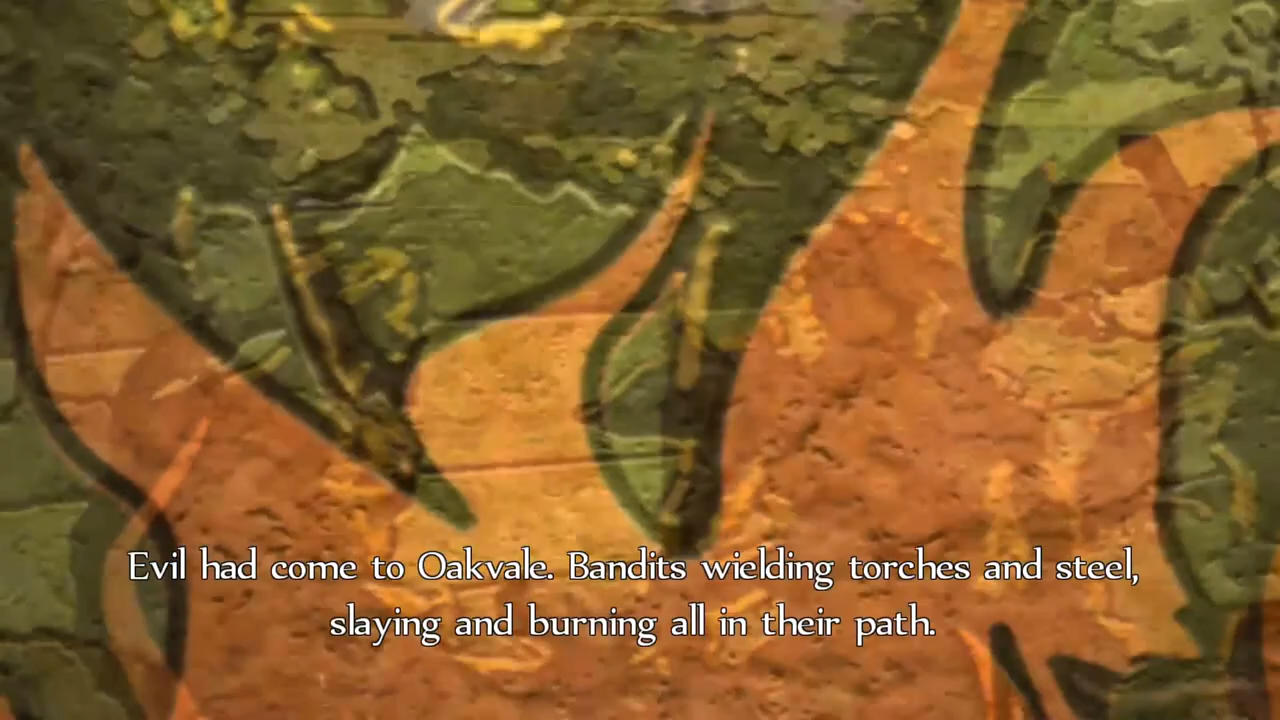 Evil had come to Oakvale. Bandits wielding torches and steel,
slaying and burning all in their path.